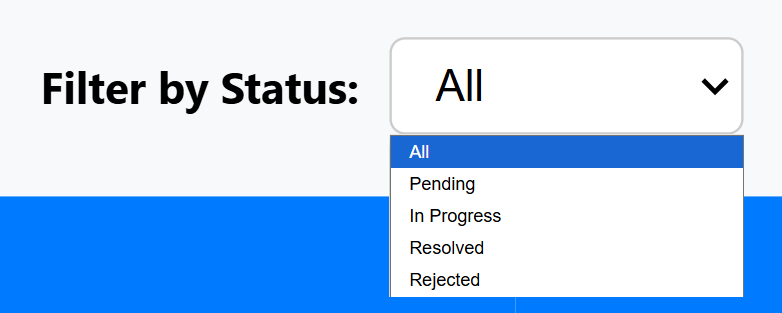 Filter by Status: All
All
Pending
In Progress
Resolved
Rejected